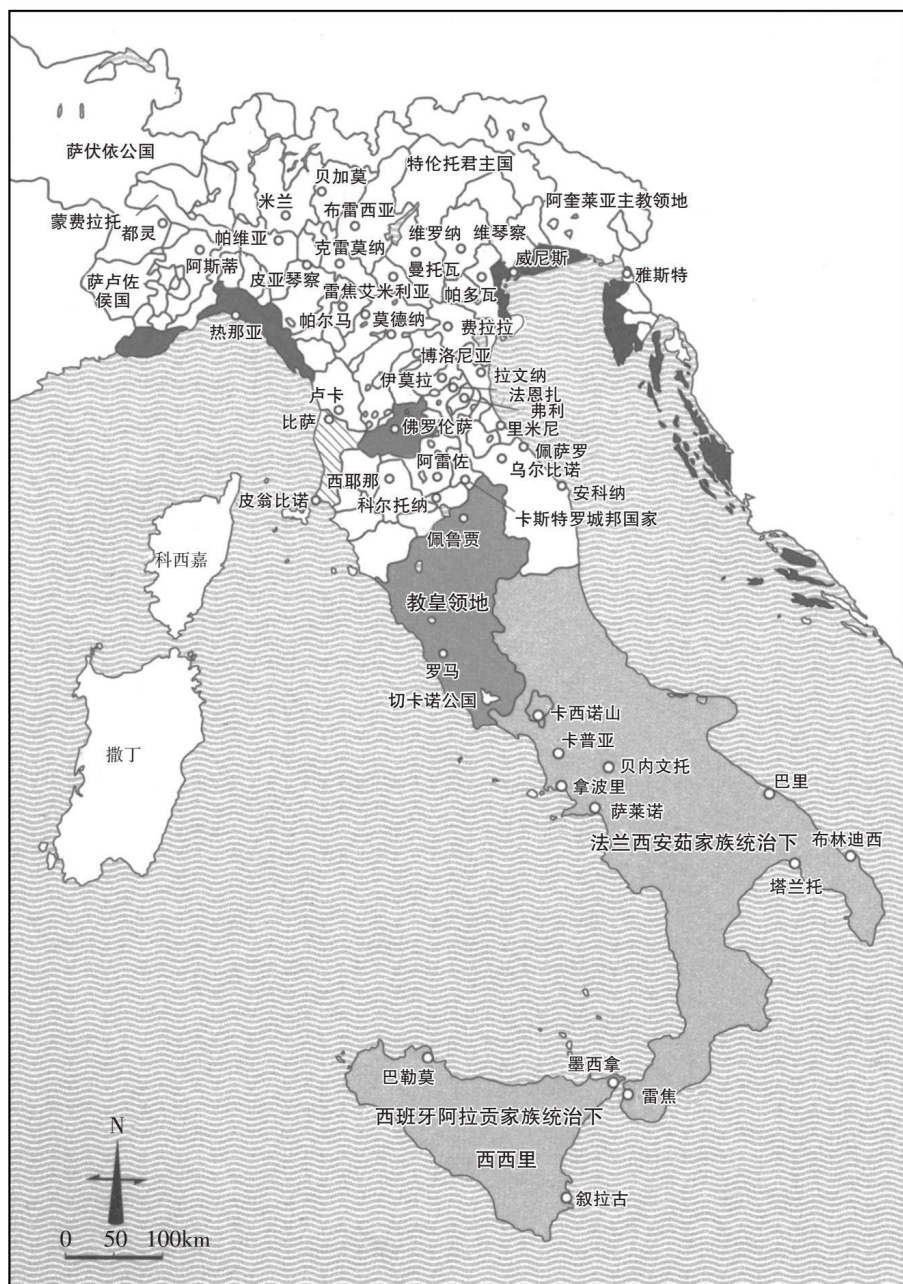 萨伏依公国
特伦托君主国
贝加莫
米兰
阿奎莱亚主教领地
布雷西亚
蒙费拉托
都灵
帕维亚
维罗纳
维琴察
克雷莫纳
威尼斯
阿斯蒂
皮亚琴察
曼托瓦
雅斯特
萨卢佐
侯国
雷焦艾米利亚
帕多瓦
热那亚
帕尔马
莫德纳
费拉拉
博洛尼亚
伊莫拉
拉文纳
法恩扎
卢卡
弗利
比萨
佛罗伦萨
里米尼
佩萨罗
阿雷佐
乌尔比诺
西耶那
安科纳
皮翁比诺
科尔托纳
卡斯特罗城邦国家
佩鲁贾
科西嘉
教皇领地
罗马
切卡诺公国
卡西诺山
撒丁
卡普亚
贝内文托
拿波里
巴里
萨莱诺
法兰西安茹家族统治下
布林迪西
塔兰托
墨西拿
巴勒莫
雷焦
西班牙阿拉贡家族统治下
西西里
叙拉古
N
0 50 100km